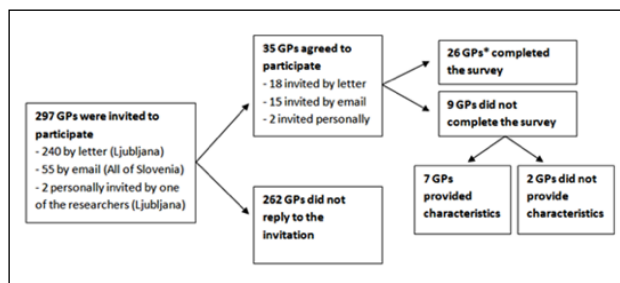 297 GPs were invited to
participate
- 240 by letter (Ljubljana)
- 55 by email (All of Slovenia)
- 2 personally invited by one
of the researchers (Ljubljana)
35 GPs agreed to
participate
- 18 invited by letter
- 15 invited by email
- 2 invited personally
262 GPs did not
reply to the
invitation
26 GPs* completed
the survey
9 GPs did not
complete the survey
7 GPs
provided
characteristics
2 GPs did not
provide
characteristics